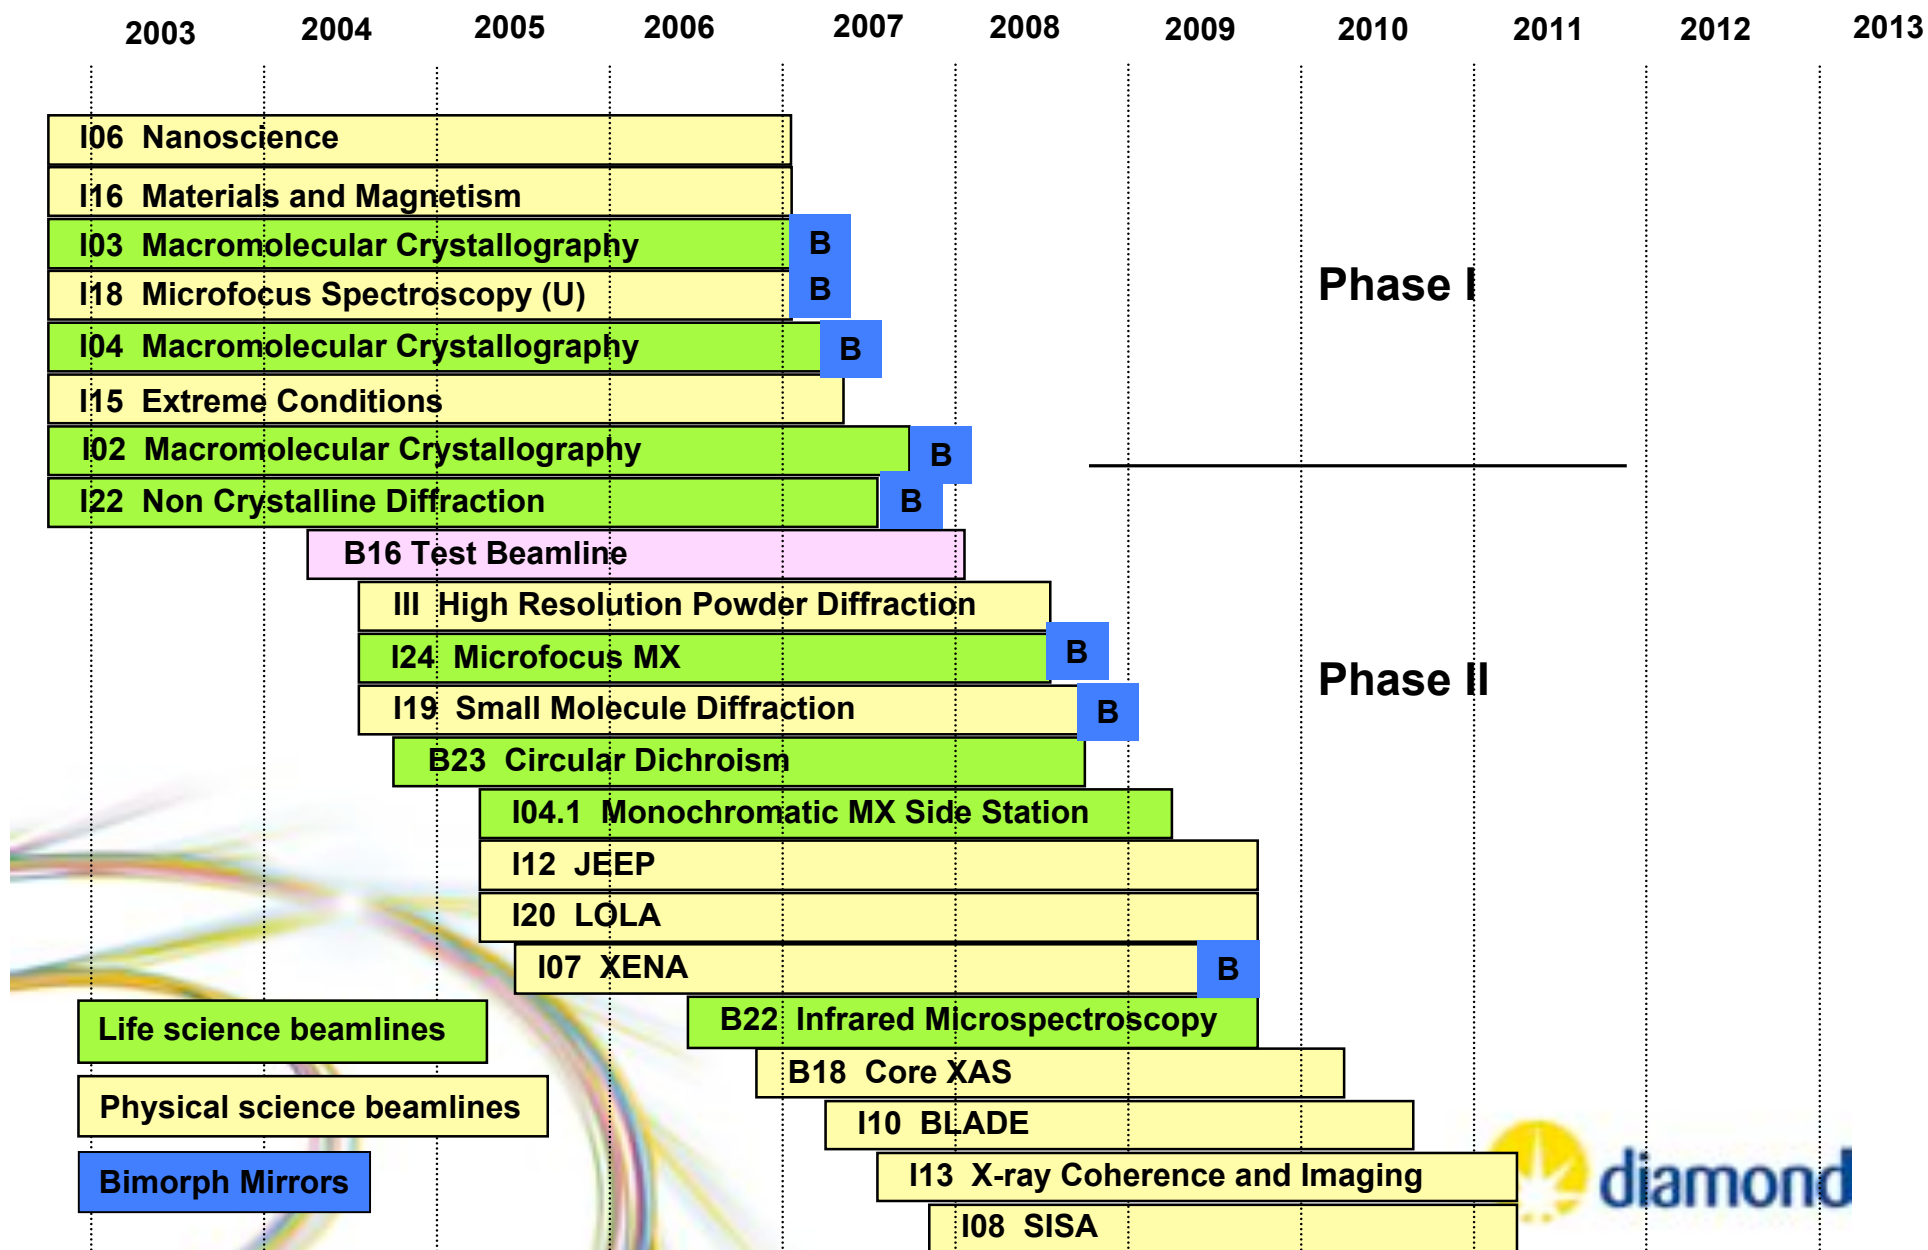 2003 2004 2005 2006 2007 2008 2009 2010 2011 2012 2013
I06 Nanoscience
I16 Materials and Magnetism
I03 Macromolecular Crystallography B
I18 Microfocus Spectroscopy (U) B
Phase I
I04 Macromolecular Crystallography B
I15 Extreme Conditions
I02 Macromolecular Crystallography B
I22 Non Crystalline Diffraction B
B16 Test Beamline
III High Resolution Powder Diffraction
I24 Microfocus MX B
Phase II
I19 Small Molecule Diffraction B
B23 Circular Dichroism
I04.1 Monochromatic MX Side Station
I12 JEEP
I20 LOLA
I07 XENA B
B22 Infrared Microspectroscopy
Life science beamlines
B18 Core XAS
Physical science beamlines
I10 BLADE
I13 X-ray Coherence and Imaging
diamond
Bimorph Mirrors
I08 SISA